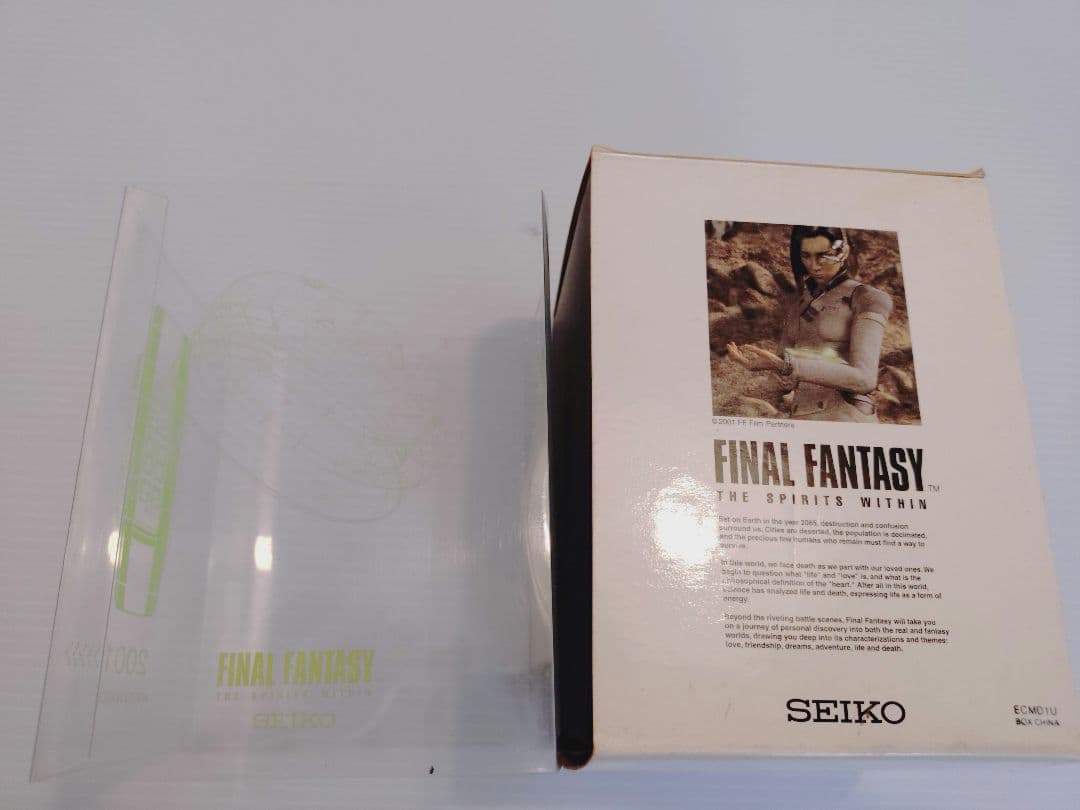 2001
FINAL FANTASY
THE SPIRITS WITHIN
SEIKO
© 2001 FF Film Partners
FINAL FANTASY™
THE SPIRITS WITHIN
Set on Earth in the year 2065, destruction and confusion
surround us. Cities are deserted, the population is decimated,
and the precious few humans who remain must find a way to
survive.
In this world, we face death as we part with our loved ones. We
begin to question what "life" and "love" is, and what is the
philosophical definition of the "heart." After all in this world,
science has analyzed life and death, expressing life as a form of
energy.
Beyond the riveting battle scenes, Final Fantasy will take you
on a journey of personal discovery into both the real and fantasy
worlds, drawing you deep into its characterizations and themes:
love, friendship, dreams, adventure, life and death.
SEIKO
ECMD1U
BOX CHINA